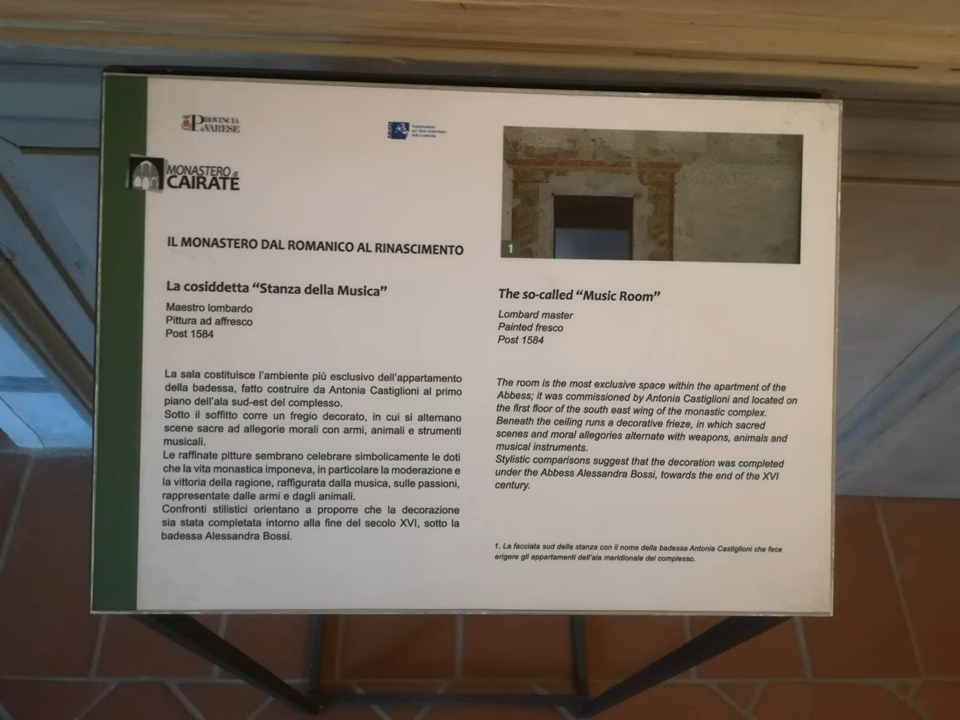 PROVINCIA
di VARESE
MONASTERO di
CAIRATE
1
IL MONASTERO DAL ROMANICO AL RINASCIMENTO
La cosiddetta “Stanza della Musica”
Maestro lombardo
Pittura ad affresco
Post 1584
La sala costituisce l’ambiente più esclusivo dell’appartamento
della badessa, fatto costruire da Antonia Castiglioni al primo
piano dell’ala sud-est del complesso.
Sotto il soffitto corre un fregio decorato, in cui si alternano
scene sacre ad allegorie morali con armi, animali e strumenti
musicali.
Le raffinate pitture sembrano celebrare simbolicamente le doti
che la vita monastica imponeva, in particolare la moderazione e
la vittoria della ragione, raffigurata dalla musica, sulle passioni,
rappresentate dalle armi e dagli animali.
Confronti stilistici orientano a proporre che la decorazione
sia stata completata intorno alla fine del secolo XVI, sotto la
badessa Alessandra Bossi.
The so-called “Music Room”
Lombard master
Painted fresco
Post 1584
The room is the most exclusive space within the apartment of the
Abbess; it was commissioned by Antonia Castiglioni and located on
the first floor of the south east wing of the monastic complex.
Beneath the ceiling runs a decorative frieze, in which sacred
scenes and moral allegories alternate with weapons, animals and
musical instruments.
Stylistic comparisons suggest that the decoration was completed
under the Abbess Alessandra Bossi, towards the end of the XVI
century.
1. La facciata sud della stanza con il nome della badessa Antonia Castiglioni che fece
erigere gli appartamenti dell’ala meridionale del complesso.